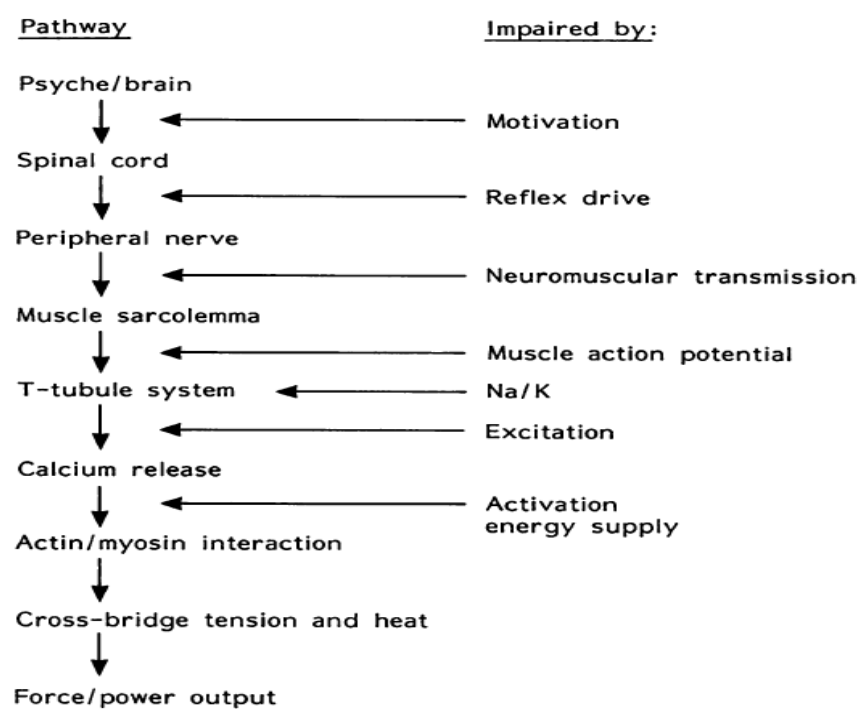 Pathway Impaired by:
Psyche/brain
Motivation
Spinal cord
Reflex drive
Peripheral nerve
Neuromuscular transmission
Muscle sarcolemma
Muscle action potential
T-tubule system Na/K
Excitation
Calcium release
Activation
energy supply
Actin/myosin interaction
Cross-bridge tension and heat
Force/power output